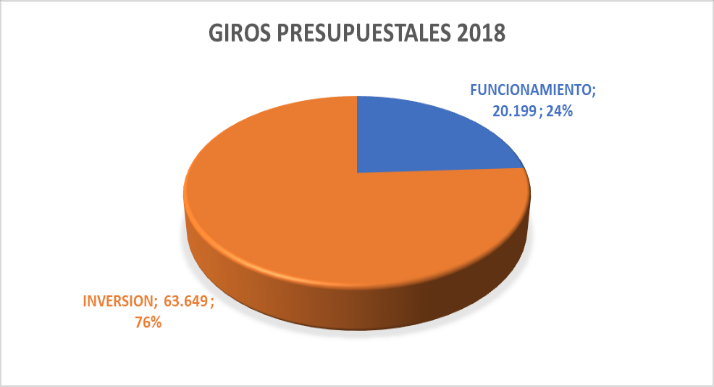 GIROS PRESUPUESTALES 2018
FUNCIONAMIENTO;
20.199 ; 24%
INVERSION; 63.649 ;
76%